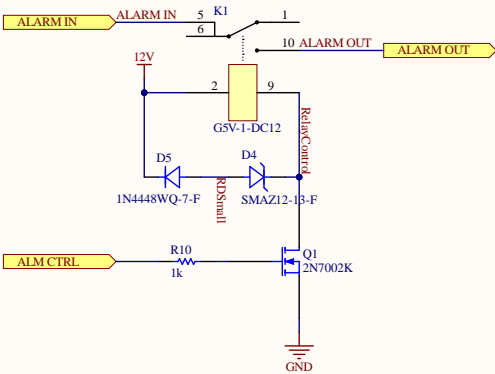 K1
ALARM IN
ALARM IN
5
1
6
10
ALARM OUT
ALARM OUT
12V
2
9
G5V-1-DC12
RelayControl
D5
D4
1N4448WQ-7-F
RDSmall
SMAZ12-13-F
ALM CTRL
R10
1k
Q1
2N7002K
GND